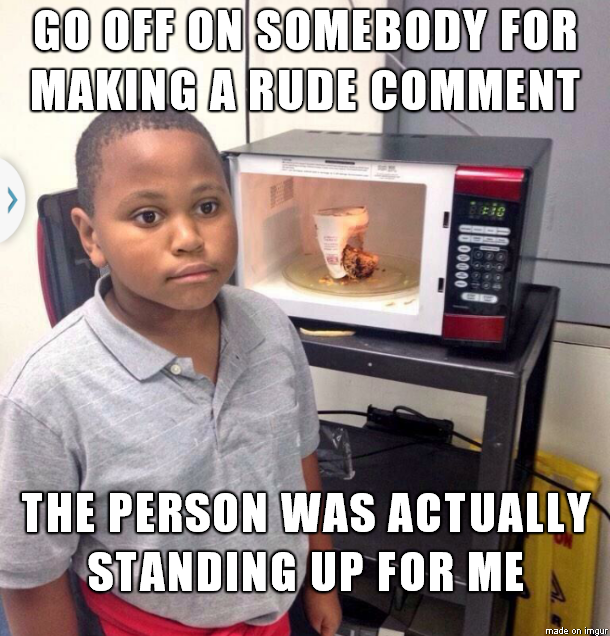 GO OFF ON SOMEBODY FOR
MAKING A RUDE COMMENT
THE PERSON WAS ACTUALLY
STANDING UP FOR ME
made on imgur